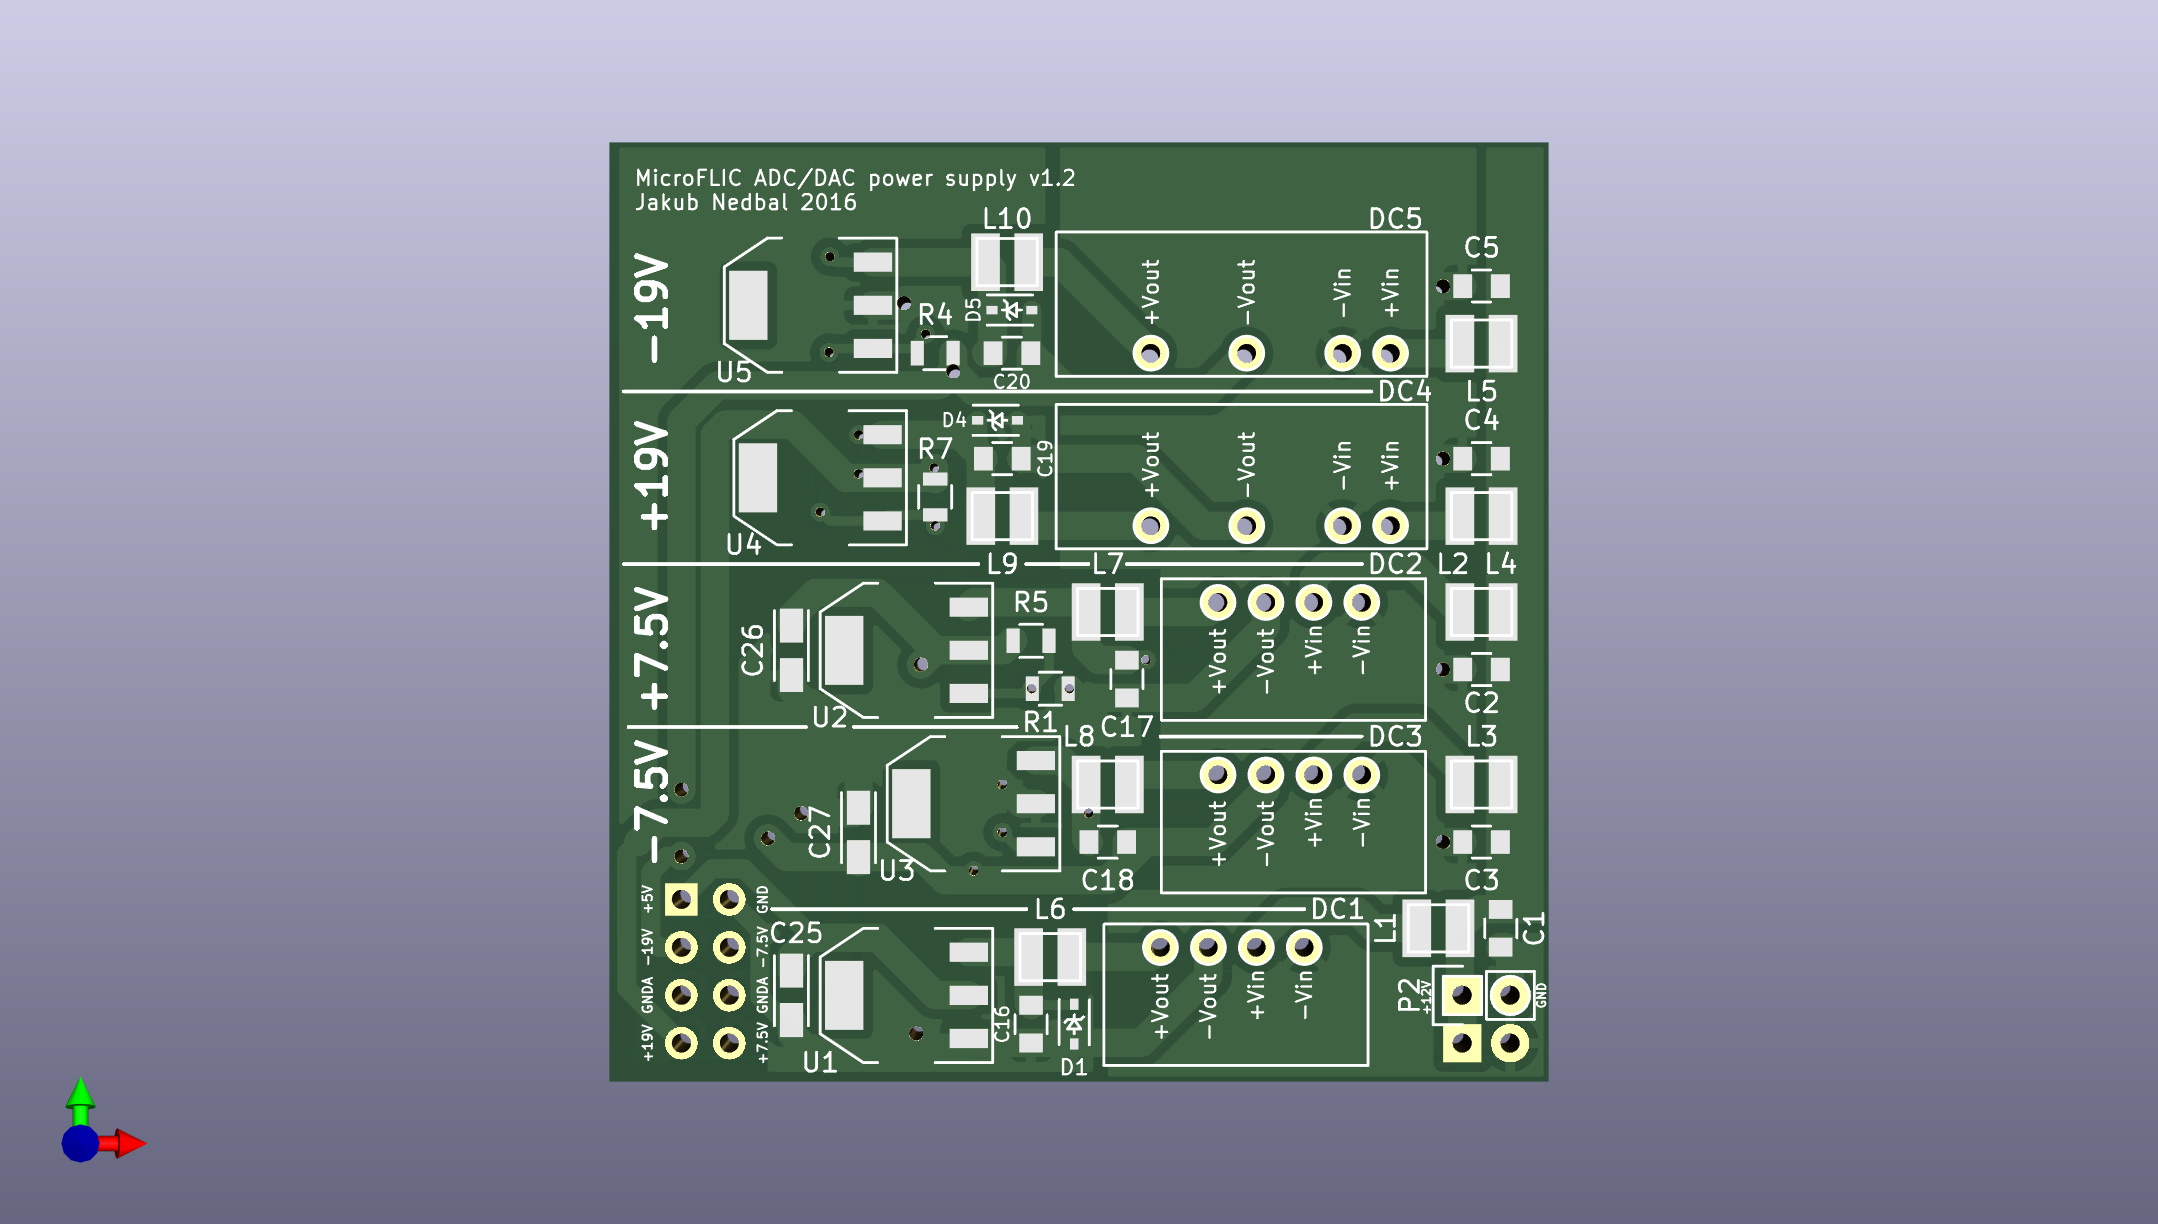 MicroFLIC ADC/DAC power supply v1.2
Jakub Nedbal 2016
L10
DC5
C5
-19V
+Vout
-Vout
-Vin
+Vin
D5
R4
U5
C20
DC4
L5
C4
D4
+19V
R7
C19
+Vout
-Vout
-Vin
+Vin
U4
L9
L7
DC2
L2
L4
+7.5V
R5
C26
+Vout
-Vout
+Vin
-Vin
C2
U2
R1
C17
L8
DC3
L3
-7.5V
C27
+Vout
-Vout
+Vin
-Vin
U3
C18
C3
+5V
GND
L6
DC1
L1
C1
C25
-19V
-7.5V
+Vout
-Vout
+Vin
-Vin
GNDA
GNDA
P2
+12V
GND
C16
+19V
+7.5V
U1
D1